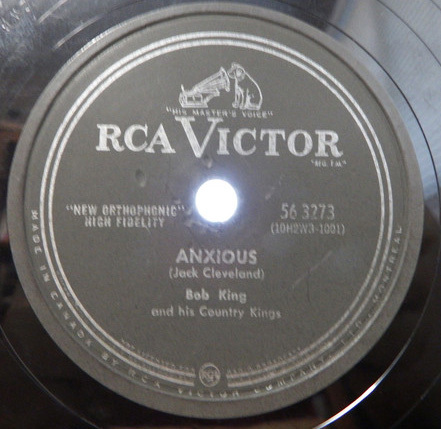 "HIS MASTER'S VOICE"
RCA VICTOR
"NEW ORTHOPHONIC"
HIGH FIDELITY
56 3273
(10H2W3-1001)
ANXIOUS
(Jack Cleveland)
Bob King
and his Country Kings
MADE IN CANADA BY RCA VICTOR COMPANY, LTD., MONTREAL